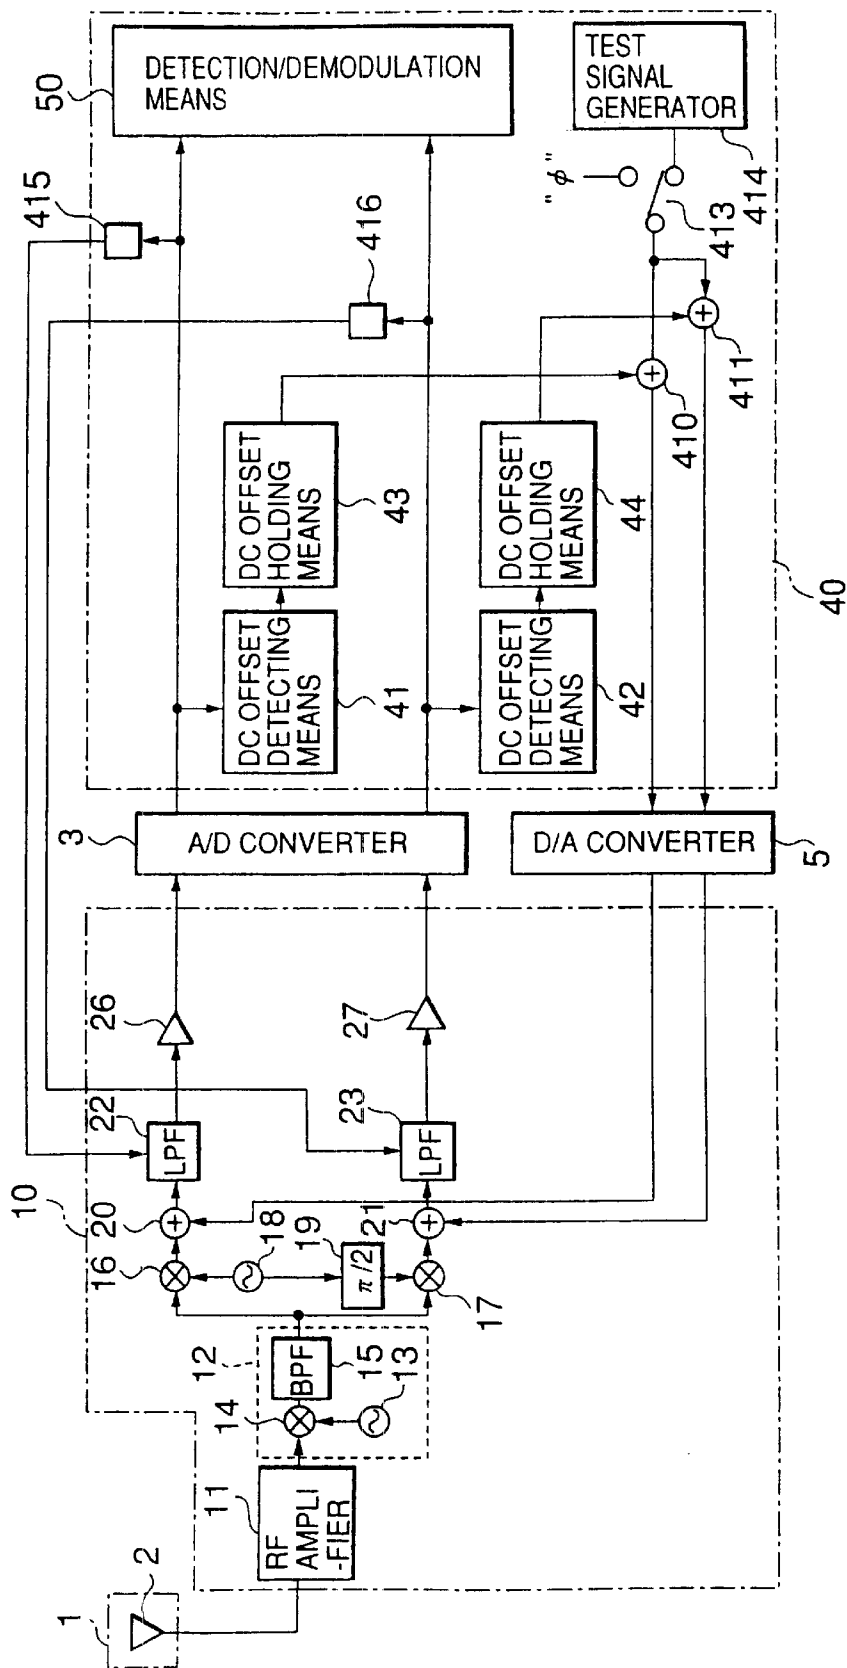 1
2
10
11
RF
AMPLI
-FIER
12
14
BPF
15
13
16
18
19
π/2
17
20
21
22
LPF
23
LPF
26
27
3
A/D CONVERTER
D/A CONVERTER
5
40
DC OFFSET
DETECTING
MEANS
41
DC OFFSET
HOLDING
MEANS
43
DC OFFSET
DETECTING
MEANS
42
DC OFFSET
HOLDING
MEANS
44
415
416
50
DETECTION/DEMODULATION
MEANS
410
411
413
"ϕ"
TEST
SIGNAL
GENERATOR
414